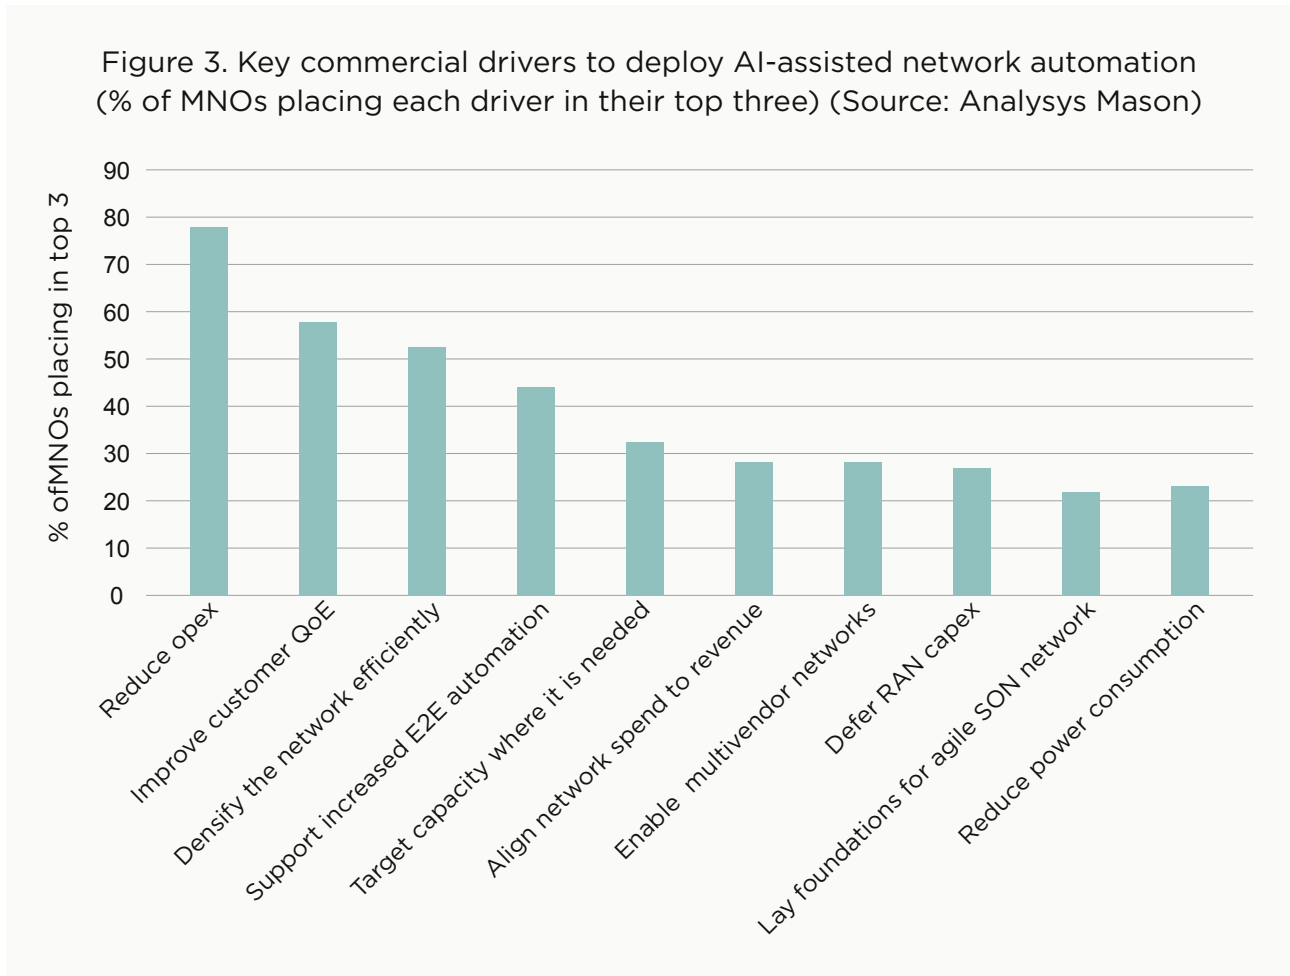 Figure 3. Key commercial drivers to deploy AI-assisted network automation
(% of MNOs placing each driver in their top three) (Source: Analysys Mason)
% ofMNOs placing in top 3
90
80
70
60
50
40
30
20
10
0
Reduce opex
Improve customer QoE
Densify the network efficiently
Support increased E2E automation
Target capacity where it is needed
Align network spend to revenue
Enable  multivendor networks
Defer RAN capex
Lay foundations for agile SON network
Reduce power consumption